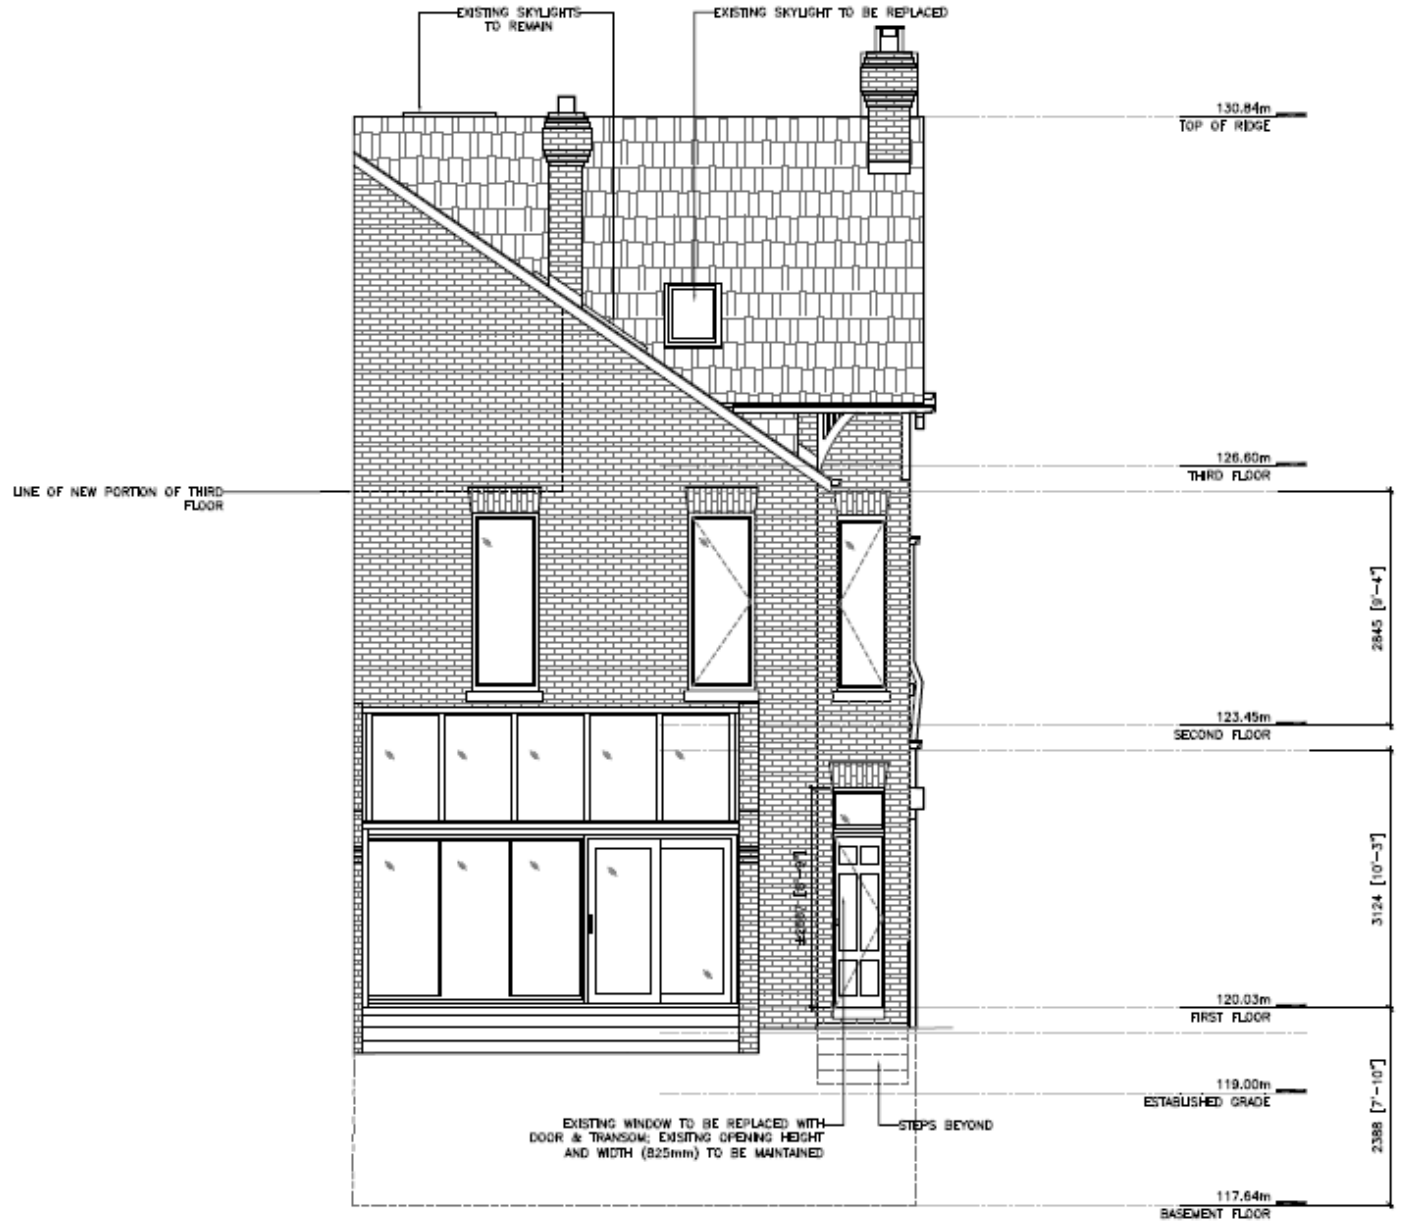 EXISTING SKYLIGHTS
TO REMAIN
EXISTING SKYLIGHT TO BE REPLACED
130.84m
TOP OF RIDGE
126.60m
THIRD FLOOR
LINE OF NEW PORTION OF THIRD
FLOOR
2845 [9'-4"]
123.45m
SECOND FLOOR
3124 [10'-3"]
120.03m
FIRST FLOOR
119.00m
ESTABLISHED GRADE
2388 [7'-10"]
EXISTING WINDOW TO BE REPLACED WITH
DOOR & TRANSOM; EXISITNG OPENING HEIGHT
AND WIDTH (825mm) TO BE MAINTAINED
STEPS BEYOND
117.64m
BASEMENT FLOOR